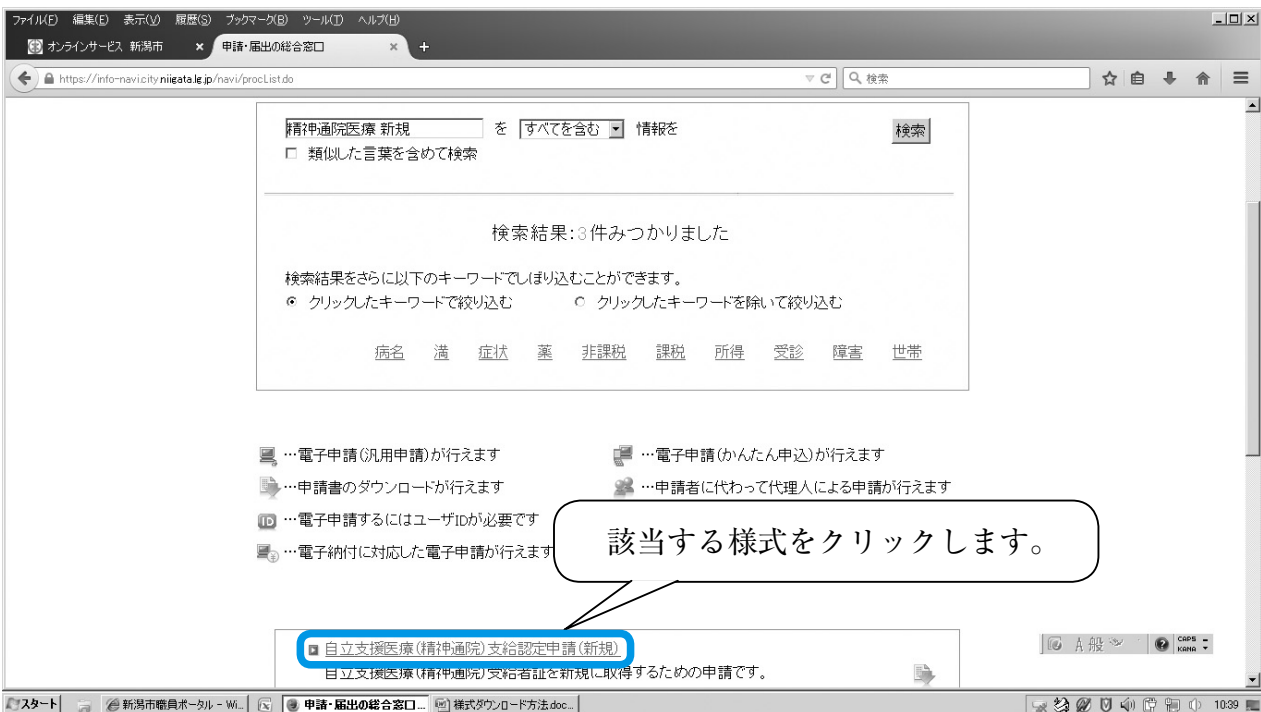 ファイル(F) 編集(E) 表示(V) 履歴(S) ブックマーク(B) ツール(T) ヘルプ(H)
オンラインサービス 新潟市 × 申請・届出の総合窓口 × +
https://info-navi.city.niigata.lg.jp/navi/procList.do 検索
精神通院医療 新規 を すべてを含む 情報を 検索
類似した言葉を含めて検索
検索結果:3件みつかりました
検索結果をさらに以下のキーワードでしぼり込むことができます。
クリックしたキーワードで絞り込む クリックしたキーワードを除いて絞り込む
病名 満 症状 薬 非課税 課税 所得 受診 障害 世帯
…電子申請(汎用申請)が行えます …電子申請(かんたん申込)が行えます
…申請書のダウンロードが行えます …申請者に代わって代理人による申請が行えます
ID …電子申請するにはユーザIDが必要です
…電子納付に対応した電子申請が行えます
該当する様式をクリックします。
自立支援医療(精神通院)支給認定申請(新規)
自立支援医療(精神通院)受給者証を新規に取得するための申請です。
A 般 CAPS KANA
スタート 新潟市職員ポータル - Wi... 申請・届出の総合窓口... 様式ダウンロード方法.doc... 10:39